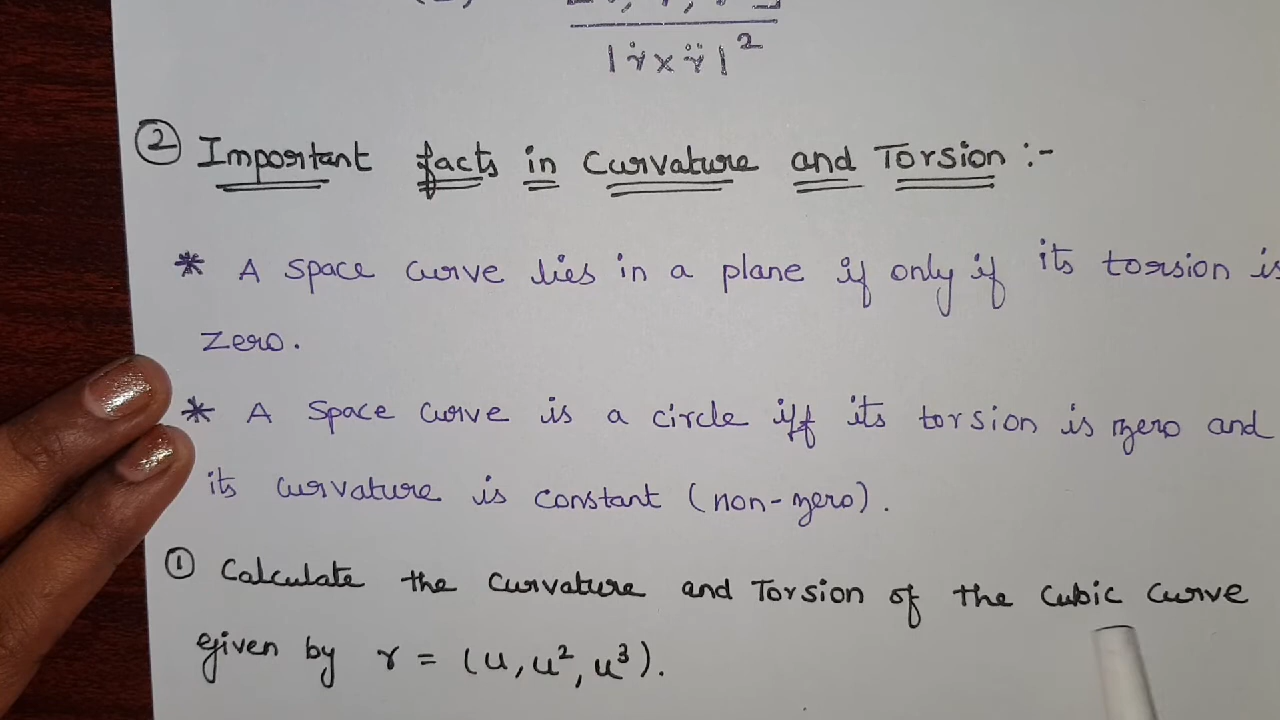 |ṙ×r̈|²
② Important facts in Curvature and Torsion :-
* A space curve lies in a plane if only if its torsion is
zero.
* A space curve is a circle iff its torsion is zero and
its curvature is constant (non-zero).
① Calculate the curvature and Torsion of the cubic curve
given by r = (u, u², u³).